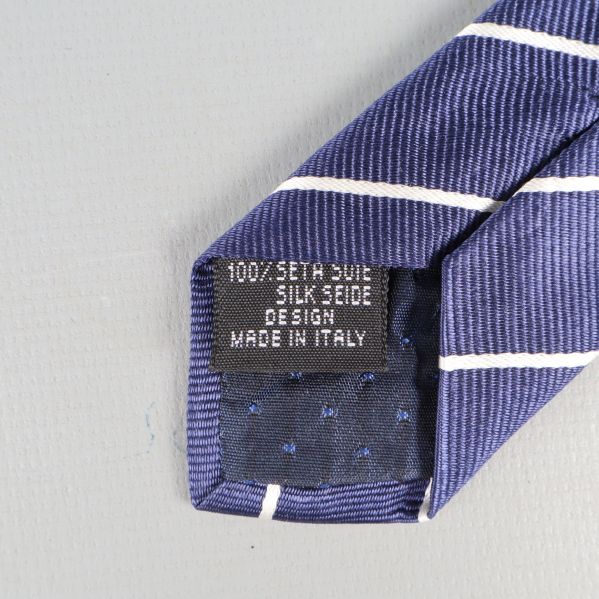 100% SETA SOIE
SILK SEIDE
DESIGN
MADE IN ITALY